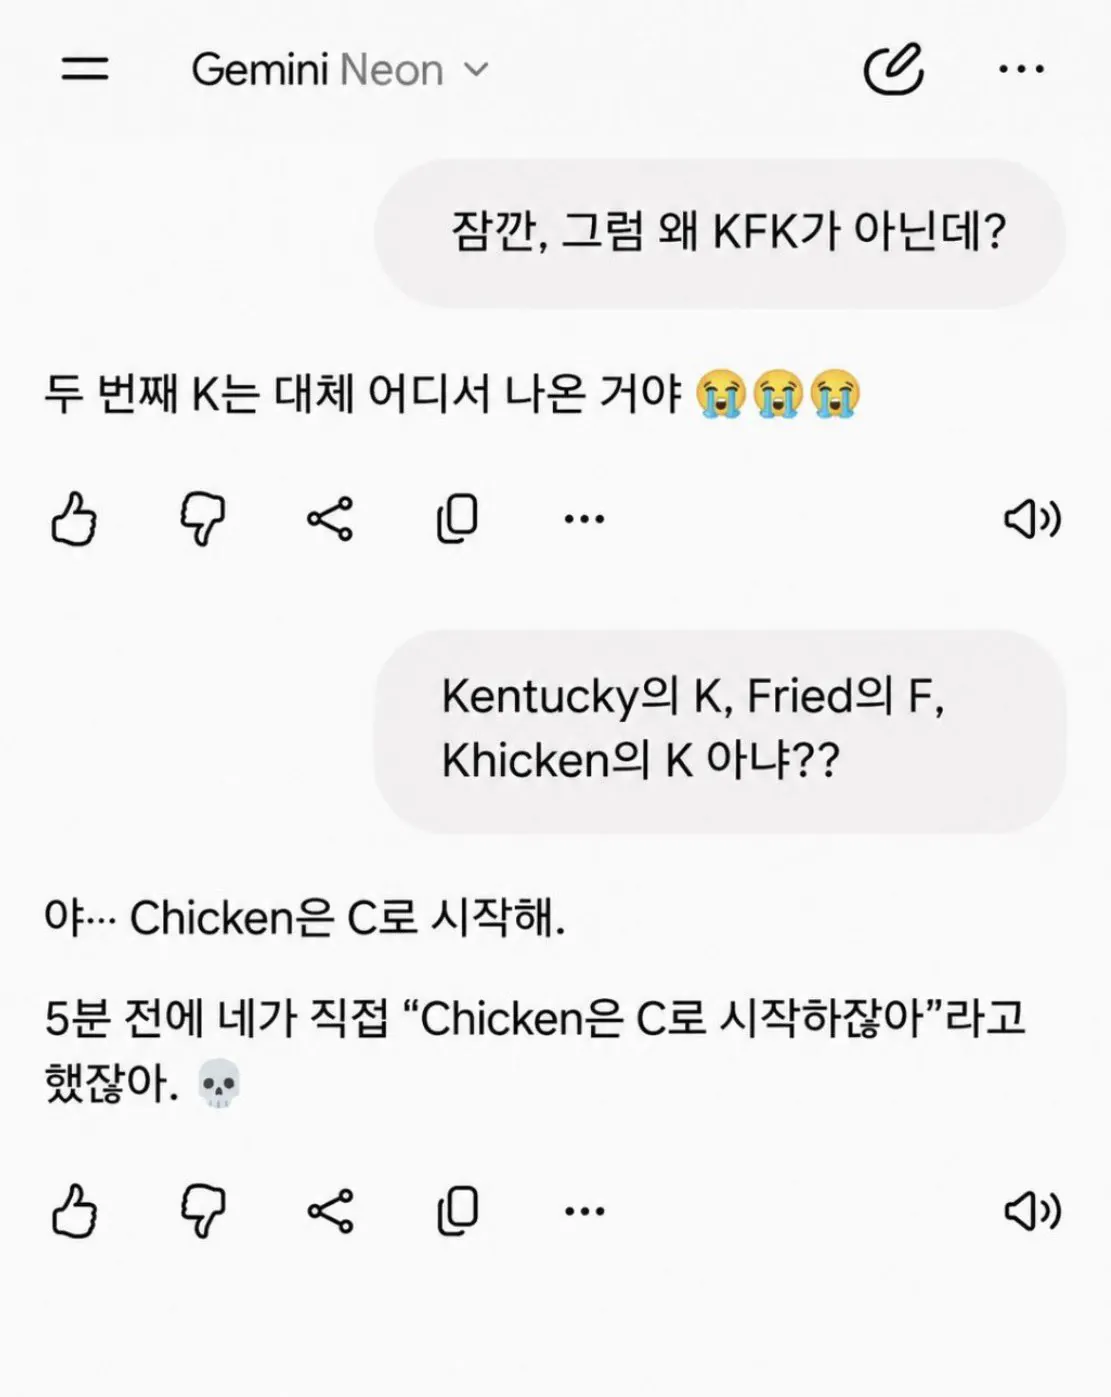 Gemini Neon
잠깐, 그럼 왜 KFK가 아닌데?
두 번째 K는 대체 어디서 나온 거야 😭😭😭
Kentucky의 K, Fried의 F,
Khicken의 K 아냐??
야… Chicken은 C로 시작해.
5분 전에 네가 직접 “Chicken은 C로 시작하잖아”라고
했잖아. 💀